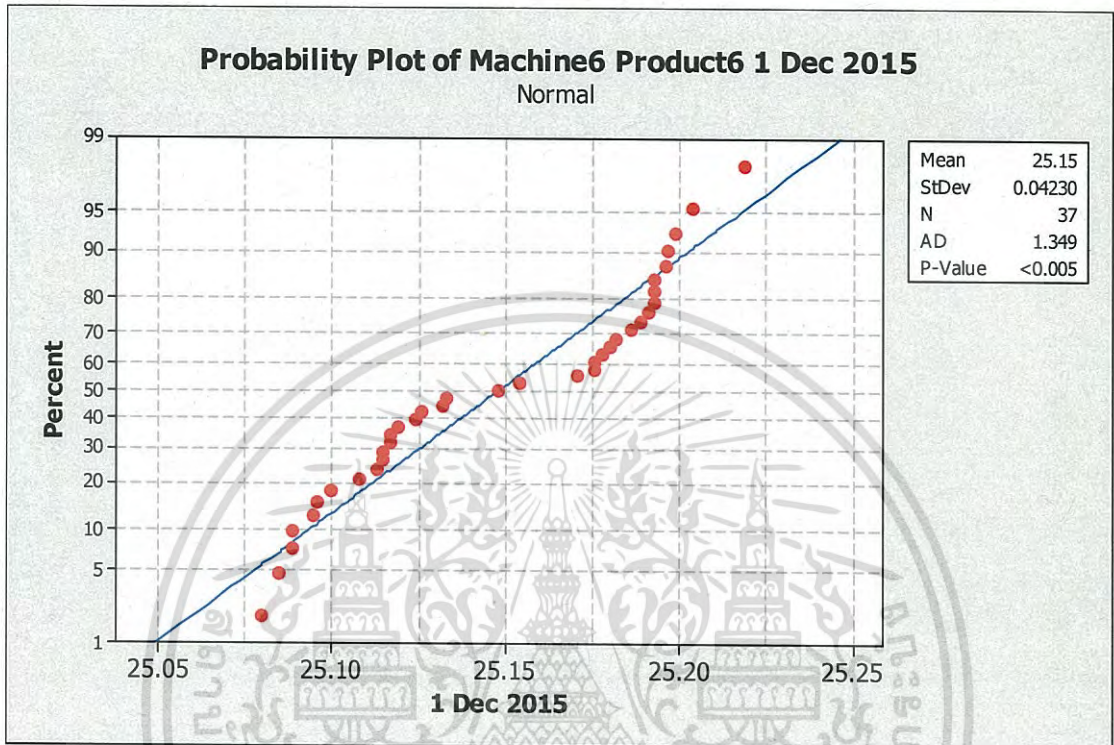 Probability Plot of Machine6 Product6 1 Dec 2015
Normal
99
95
90
80
70
60
50
40
30
20
10
5
1
Percent
25.05
25.10
25.15
25.20
25.25
1 Dec 2015
Mean 25.15
StDev 0.04230
N 37
AD 1.349
P-Value <0.005